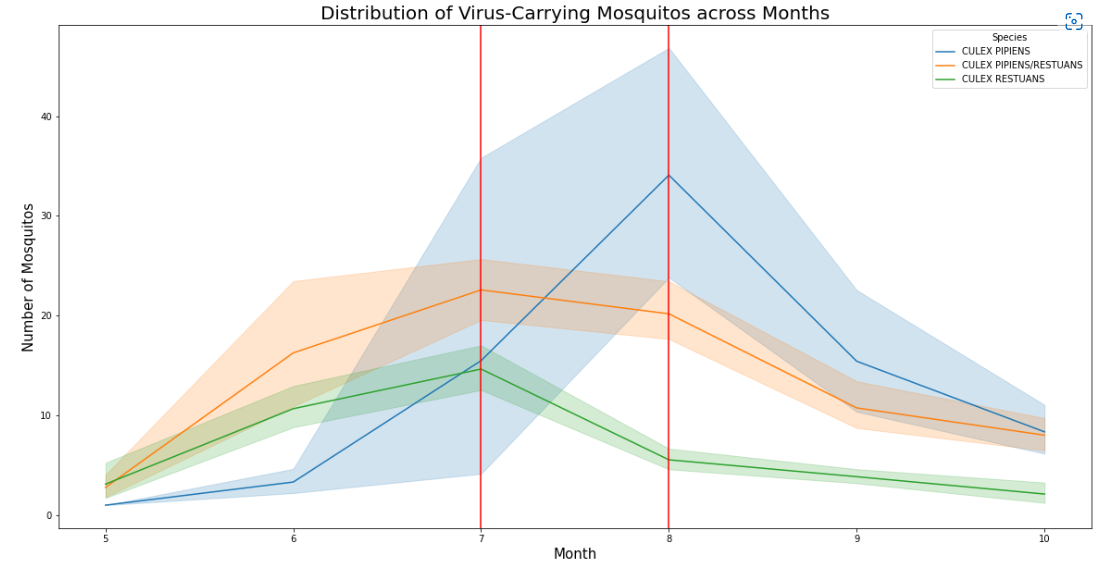 Distribution of Virus-Carrying Mosquitos across Months
Species
CULEX PIPIENS
CULEX PIPIENS/RESTUANS
CULEX RESTUANS
Number of Mosquitos
40
30
20
10
0
5 6 7 8 9 10
Month